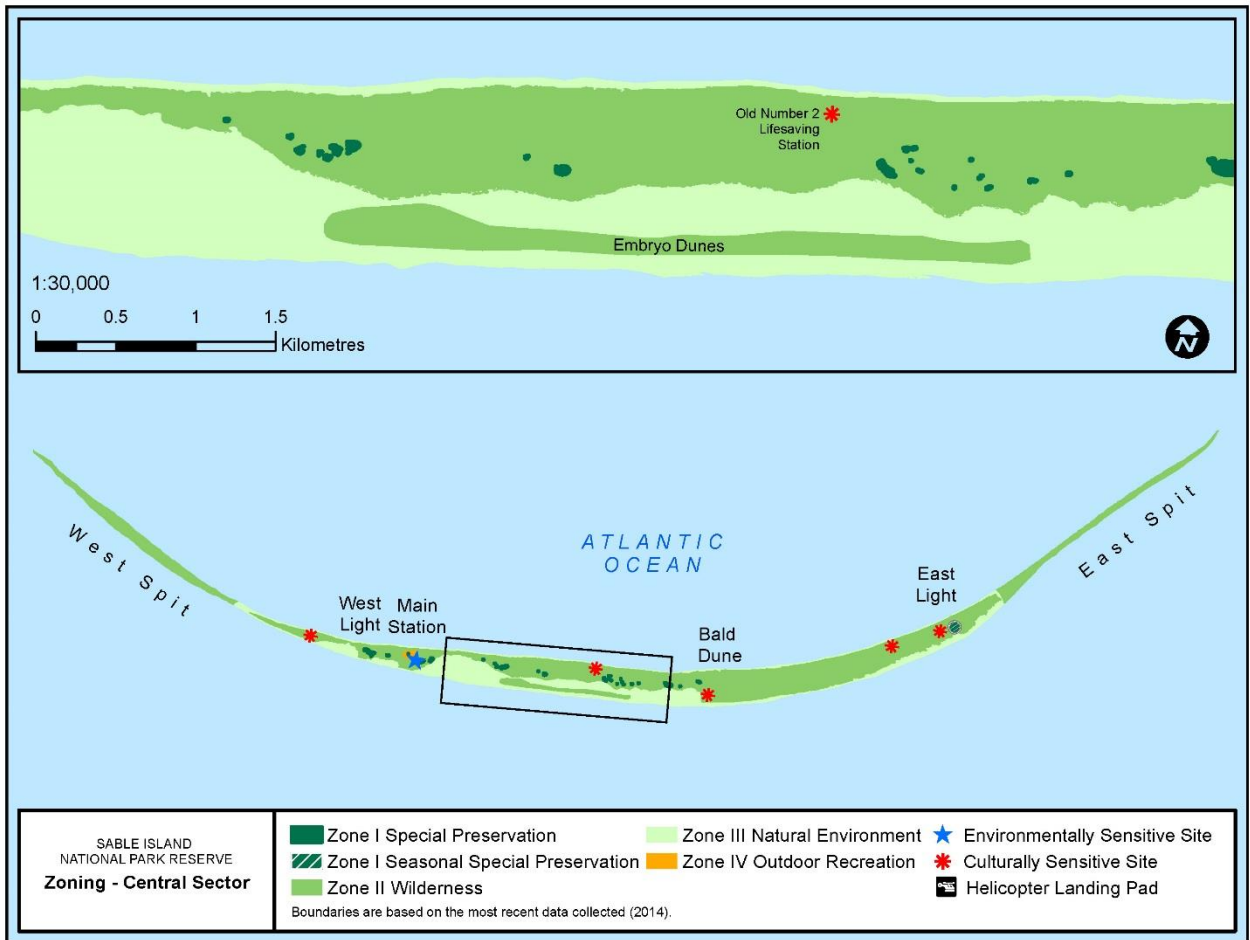 Old Number 2
Lifesaving
Station
Embryo Dunes
1:30,000
0 0.5 1 1.5
Kilometres
N
ATLANTIC
OCEAN
West Spit
East Spit
West
Light
Main
Station
Bald
Dune
East
Light
SABLE ISLAND
NATIONAL PARK RESERVE
Zoning - Central Sector
Zone I Special Preservation
Zone I Seasonal Special Preservation
Zone II Wilderness
Zone III Natural Environment
Zone IV Outdoor Recreation
Environmentally Sensitive Site
Culturally Sensitive Site
Helicopter Landing Pad
Boundaries are based on the most recent data collected (2014).